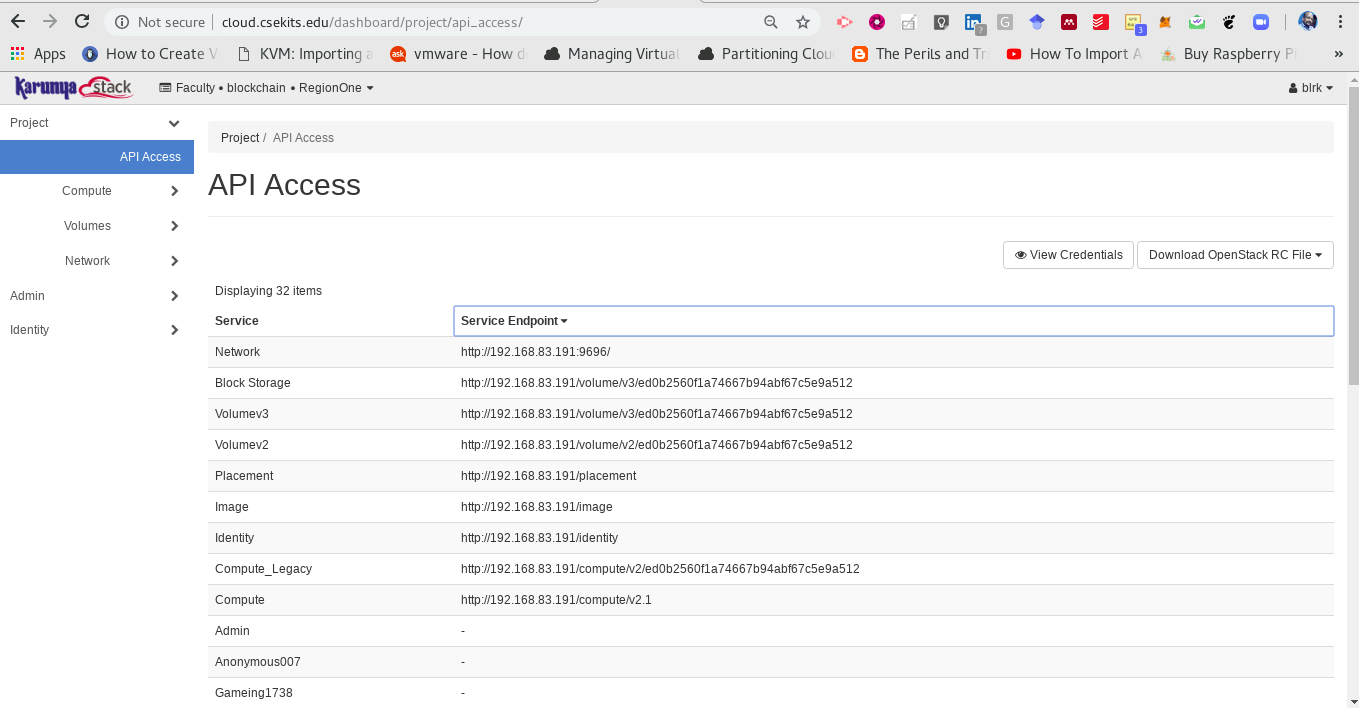 Not secure | cloud.csekits.edu/dashboard/project/api_access/
Apps How to Create V KVM: Importing a vmware - How d Managing Virtual Partitioning Clou The Perils and Tr How To Import A Buy Raspberry Pi »
Karunya stack Faculty • blockchain • RegionOne blrk
Project
API Access
Compute
Volumes
Network
Admin
Identity
Project / API Access
API Access
View Credentials Download OpenStack RC File
Displaying 32 items
Service Service Endpoint
Network http://192.168.83.191:9696/
Block Storage http://192.168.83.191/volume/v3/ed0b2560f1a74667b94abf67c5e9a512
Volumev3 http://192.168.83.191/volume/v3/ed0b2560f1a74667b94abf67c5e9a512
Volumev2 http://192.168.83.191/volume/v2/ed0b2560f1a74667b94abf67c5e9a512
Placement http://192.168.83.191/placement
Image http://192.168.83.191/image
Identity http://192.168.83.191/identity
Compute_Legacy http://192.168.83.191/compute/v2/ed0b2560f1a74667b94abf67c5e9a512
Compute http://192.168.83.191/compute/v2.1
Admin -
Anonymous007 -
Gameing1738 -